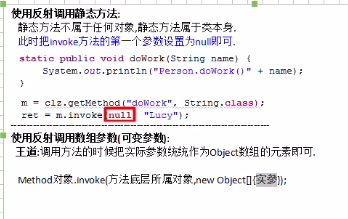 使用反射调用静态方法:
静态方法不属于任何对象,静态方法属于类本身.
此时把invoke方法的第一个参数设置为null即可.
static public void doWork(String name) {
System.out.println("Person.doWork()" + name);
}
m = clz.getMethod("doWork", String.class);
ret = m.invoke(null, "Lucy");
使用反射调用数组参数(可变参数):
王道:调用方法的时候把实际参数统统作为Object数组的元素即可.
Method对象.invoke(方法底层所属对象,new Object[]{实参});